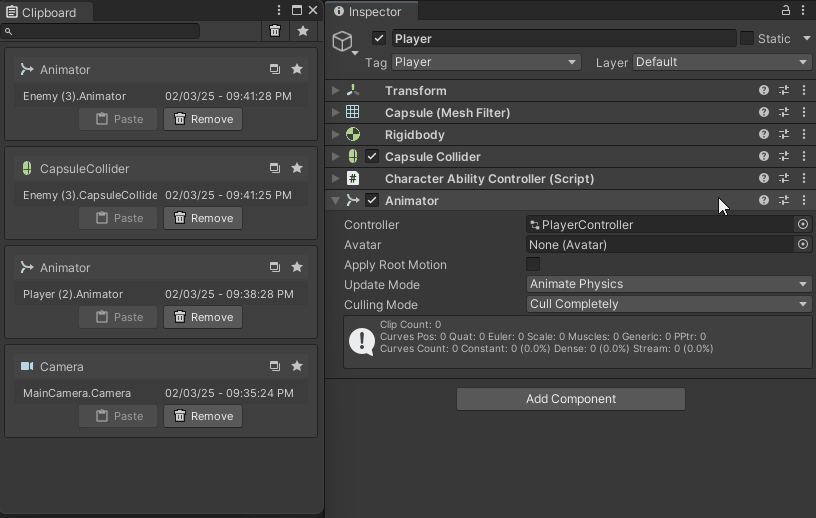 Clipboard
Animator
Enemy (3).Animator 02/03/25 - 09:41:28 PM
Paste Remove
CapsuleCollider
Enemy (3).CapsuleCollide 02/03/25 - 09:41:25 PM
Paste Remove
Animator
Player (2).Animator 02/03/25 - 09:38:28 PM
Paste Remove
Camera
MainCamera.Camera 02/03/25 - 09:35:24 PM
Paste Remove
Inspector
Player Static
Tag Player Layer Default
Transform
Capsule (Mesh Filter)
Rigidbody
Capsule Collider
# Character Ability Controller (Script)
Animator
Controller PlayerController
Avatar None (Avatar)
Apply Root Motion
Update Mode Animate Physics
Culling Mode Cull Completely
Clip Count: 0
Curves Pos: 0 Quat: 0 Euler: 0 Scale: 0 Muscles: 0 Generic: 0 PPtr: 0
Curves Count: 0 Constant: 0 (0.0%) Dense: 0 (0.0%) Stream: 0 (0.0%)
Add Component